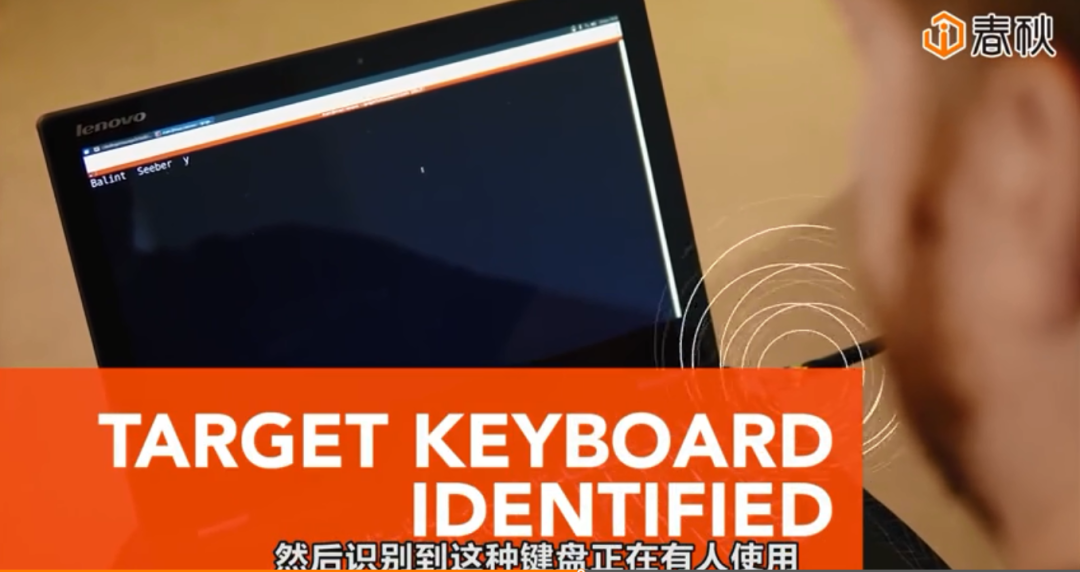 春秋
lenovo
Balint Seeber y
TARGET KEYBOARD
IDENTIFIED
然后识别到这种键盘正在有人使用